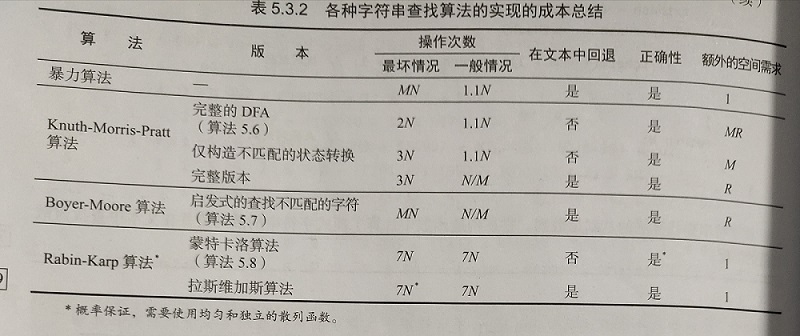 （续）
表 5.3.2 各种字符串查找算法的实现的成本总结
算 法 版 本 操作次数 在文本中回退 正确性 额外的空间需求
最坏情况 一般情况
暴力算法 — MN 1.1N 是 是 1
Knuth-Morris-Pratt 算法 完整的 DFA（算法 5.6） 2N 1.1N 否 是 MR
仅构造不匹配的状态转换 3N 1.1N 否 是 M
完整版本 3N N/M 是 是 R
Boyer-Moore 算法 启发式的查找不匹配的字符（算法 5.7） MN N/M 是 是 R
Rabin-Karp 算法* 蒙特卡洛算法（算法 5.8） 7N 7N 否 是* 1
拉斯维加斯算法 7N* 7N 是 是 1
* 概率保证，需要使用均匀和独立的散列函数。